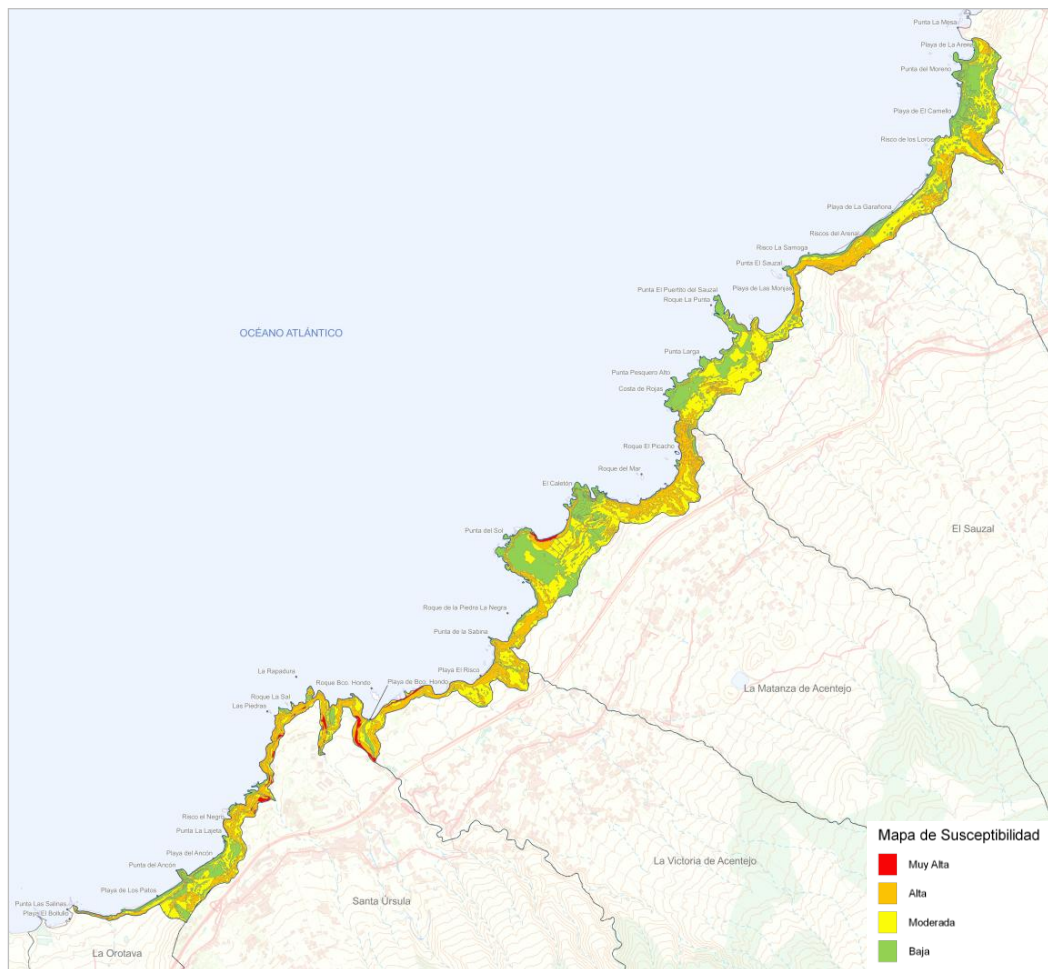 Punta La Mesa
Playa de La Arena
Punta del Moreno
Playa de El Camello
Risco de los Loros
Playa de La Garañona
Riscos del Arenal
Risco La Sarnoga
Punta El Sauzal
Playa de Las Monjas
Punta El Puertito del Sauzal
Roque La Punta
OCÉANO ATLÁNTICO
Punta Larga
Punta Pesquero Alto
Costa de Rojas
Roque El Picacho
Roque del Mar
El Caletón
Punta del Sol
El Sauzal
Roque de la Piedra La Negra
Punta de la Sabina
Playa El Risco
La Rapadura
Roque Bco. Hondo
Playa de Bco. Hondo
Roque La Sal
Las Piedras
La Matanza de Acentejo
Risco el Negro
Punta La Lajeta
Playa del Ancón
Punta del Ancón
Playa de Los Patos
Punta Las Salinas
Playa El Bollullo
La Victoria de Acentejo
Santa Úrsula
La Orotava
Mapa de Susceptibilidad
Muy Alta
Alta
Moderada
Baja